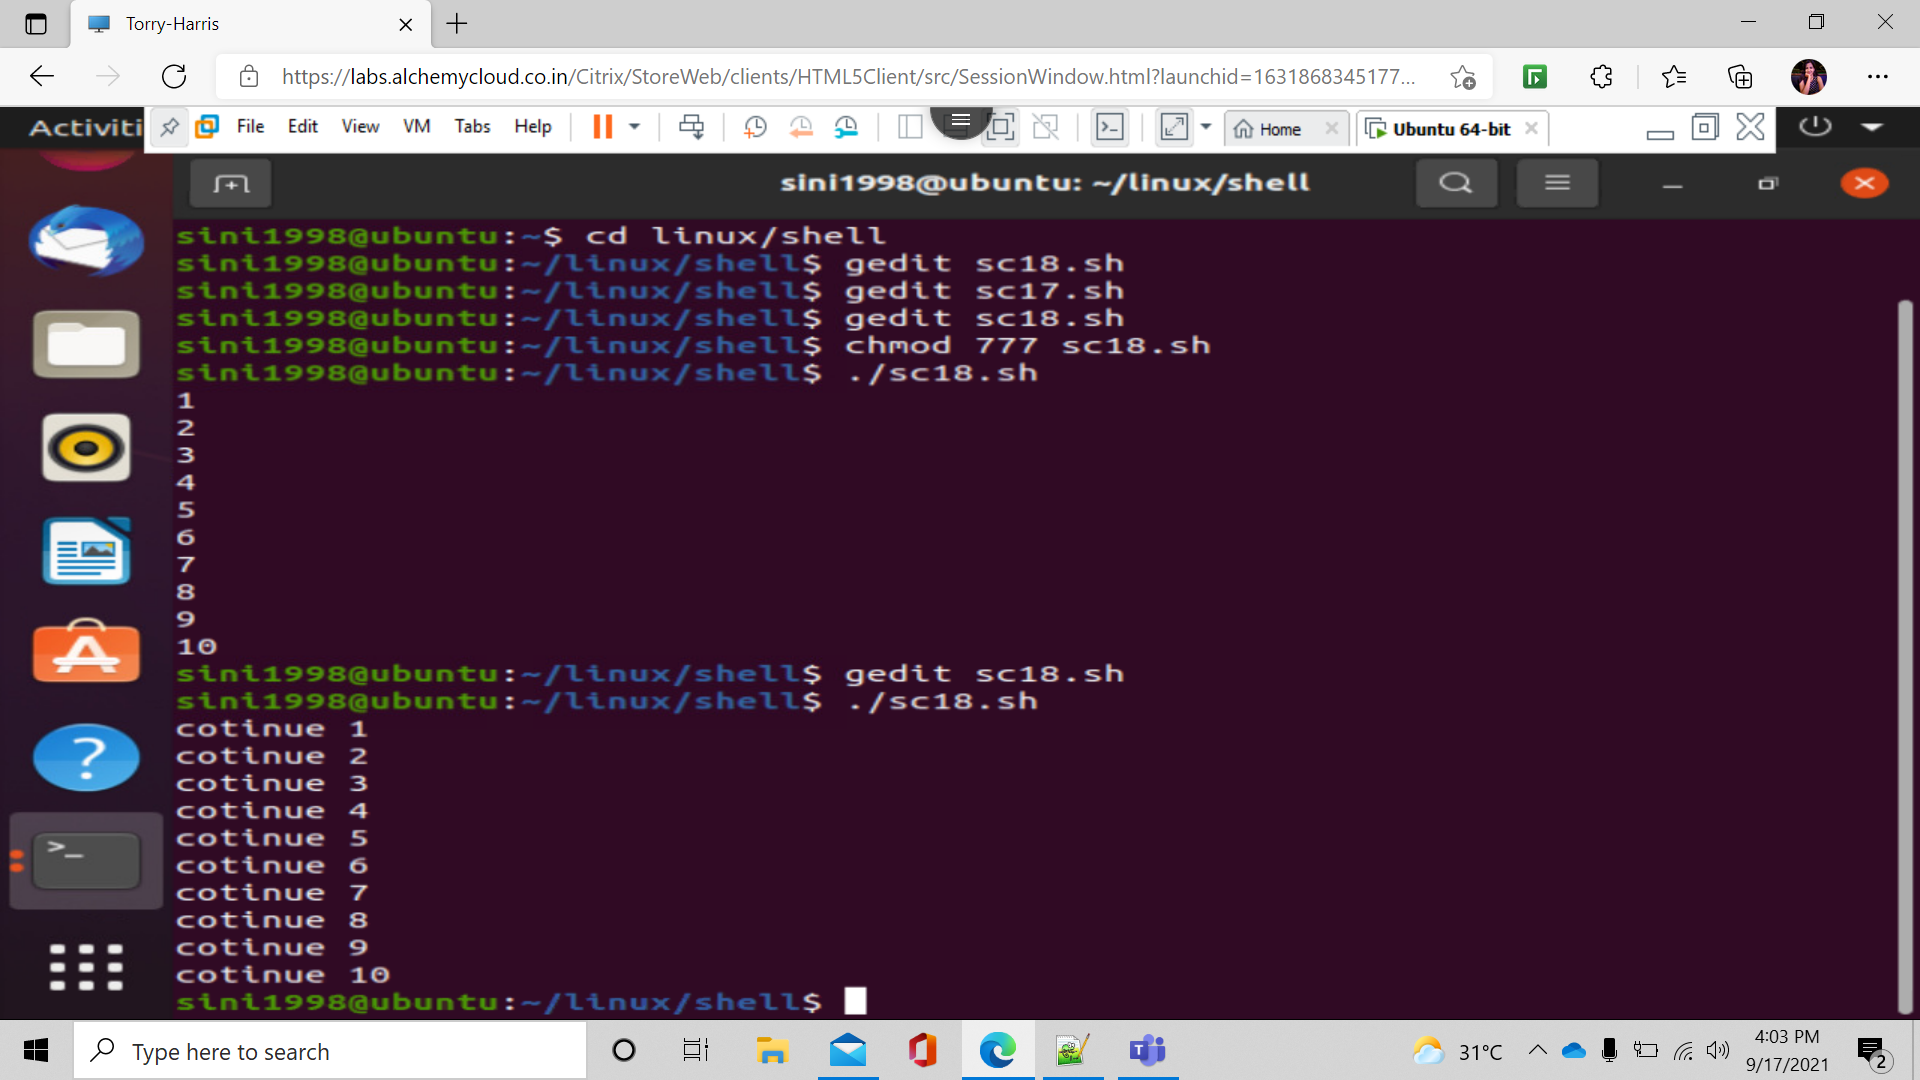 Torry-Harris
https://labs.alchemycloud.co.in/Citrix/StoreWeb/clients/HTML5Client/src/SessionWindow.html?launchid=1631868345177...
Activiti
File Edit View VM Tabs Help
Home
Ubuntu 64-bit
sini1998@ubuntu: ~/linux/shell
sini1998@ubuntu:~$ cd linux/shell
sini1998@ubuntu:~/linux/shell$ gedit sc18.sh
sini1998@ubuntu:~/linux/shell$ gedit sc17.sh
sini1998@ubuntu:~/linux/shell$ gedit sc18.sh
sini1998@ubuntu:~/linux/shell$ chmod 777 sc18.sh
sini1998@ubuntu:~/linux/shell$ ./sc18.sh
1
2
3
4
5
6
7
8
9
10
sini1998@ubuntu:~/linux/shell$ gedit sc18.sh
sini1998@ubuntu:~/linux/shell$ ./sc18.sh
cotinue 1
cotinue 2
cotinue 3
cotinue 4
cotinue 5
cotinue 6
cotinue 7
cotinue 8
cotinue 9
cotinue 10
sini1998@ubuntu:~/linux/shell$
Type here to search
31°C
4:03 PM
9/17/2021
2